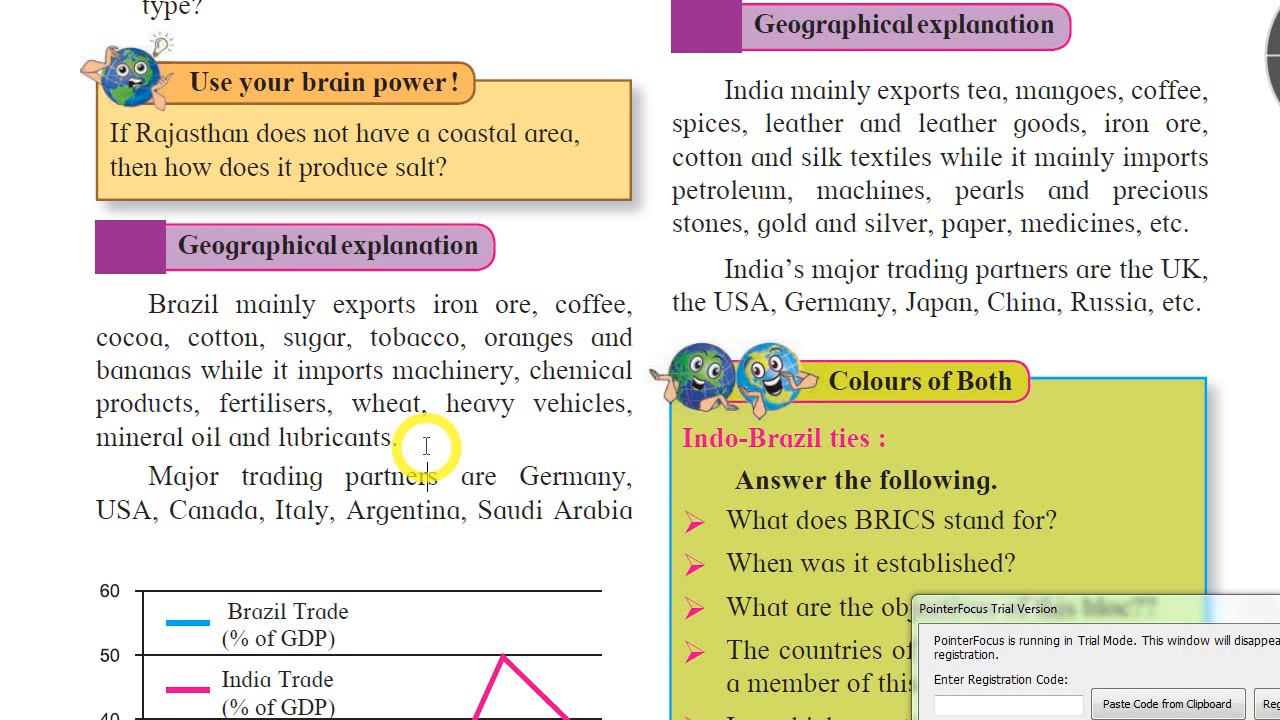 type?
Use your brain power!
If Rajasthan does not have a coastal area,
then how does it produce salt?
Geographical explanation
Brazil mainly exports iron ore, coffee,
cocoa, cotton, sugar, tobacco, oranges and
bananas while it imports machinery, chemical
products, fertilisers, wheat, heavy vehicles,
mineral oil and lubricants.
Major trading partners are Germany,
USA, Canada, Italy, Argentina, Saudi Arabia
60
Brazil Trade
(% of GDP)
50
India Trade
(% of GDP)
40
Geographical explanation
India mainly exports tea, mangoes, coffee,
spices, leather and leather goods, iron ore,
cotton and silk textiles while it mainly imports
petroleum, machines, pearls and precious
stones, gold and silver, paper, medicines, etc.
India's major trading partners are the UK,
the USA, Germany, Japan, China, Russia, etc.
Colours of Both
Indo-Brazil ties :
Answer the following.
What does BRICS stand for?
When was it established?
What are the of this bloc??
The countries of
a member of this
PointerFocus Trial Version
PointerFocus is running in Trial Mode. This window will
registration.
Enter Registration Code:
Paste Code from Clipboard